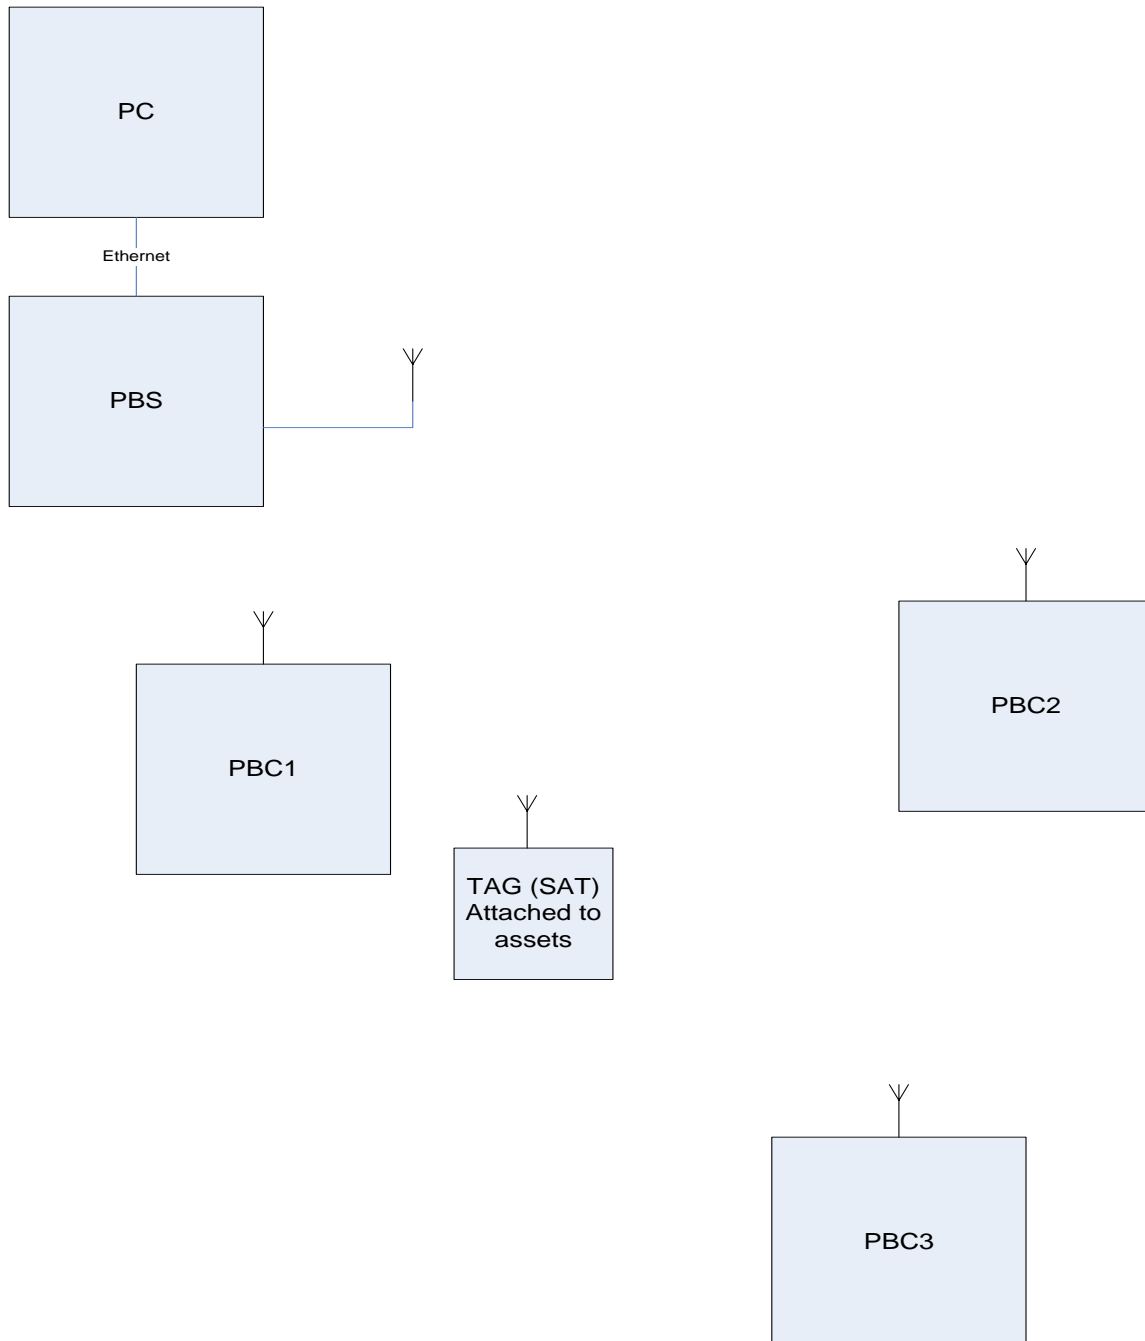 PC
Ethernet
PBS
PBC2
PBC1
TAG (SAT)
Attached to
assets
PBC3